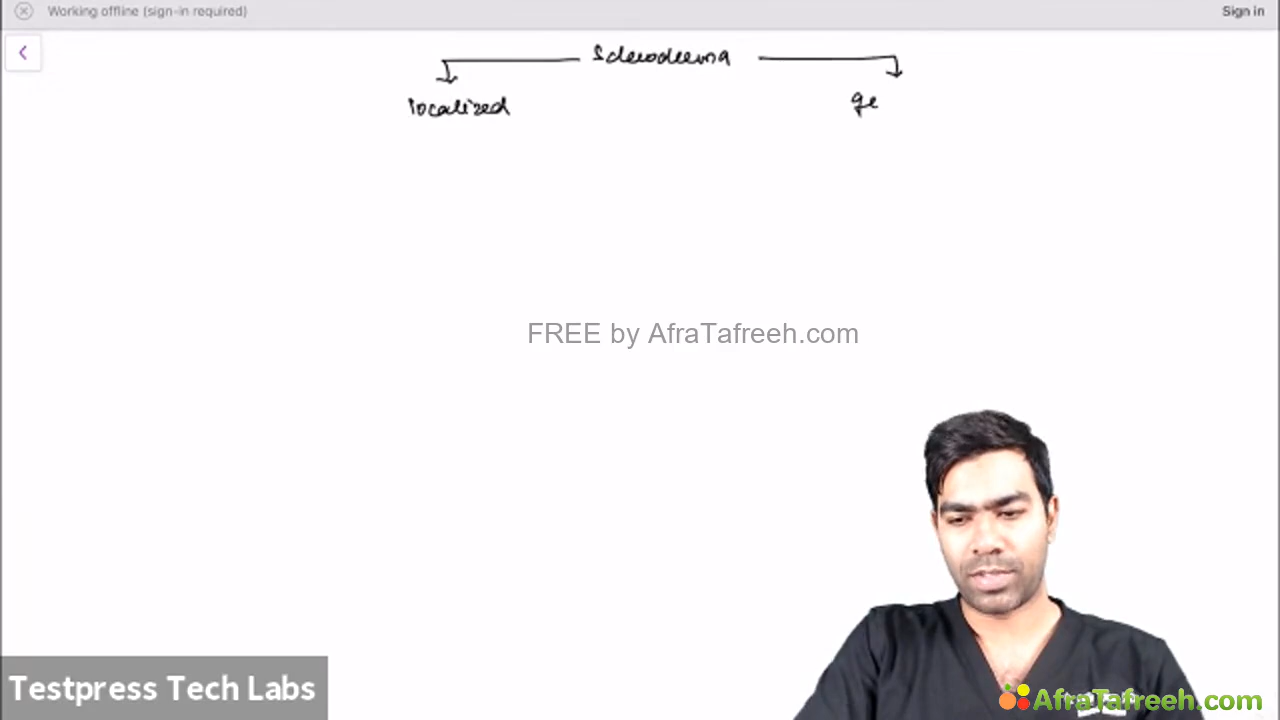 Working offline (sign-in required)
Sign in
Scleroderma
localized
ge
FREE by AfraTafreeh.com
Testpress Tech Labs
AfraTafreeh.com